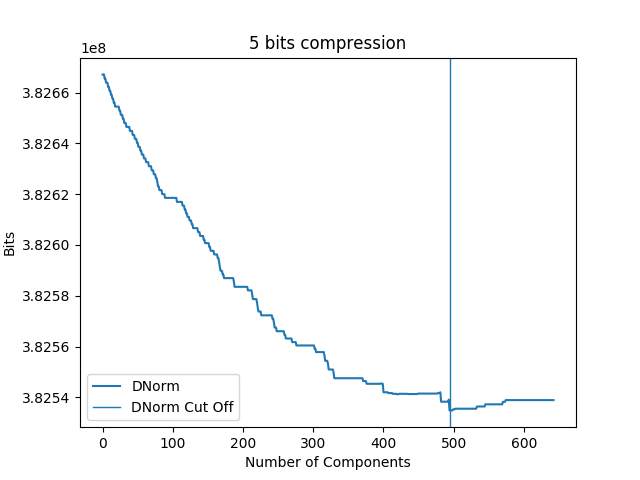 5 bits compression
1e8
3.8266
3.8264
3.8262
3.8260
3.8258
3.8256
3.8254
Bits
DNorm
DNorm Cut Off
0 100 200 300 400 500 600
Number of Components